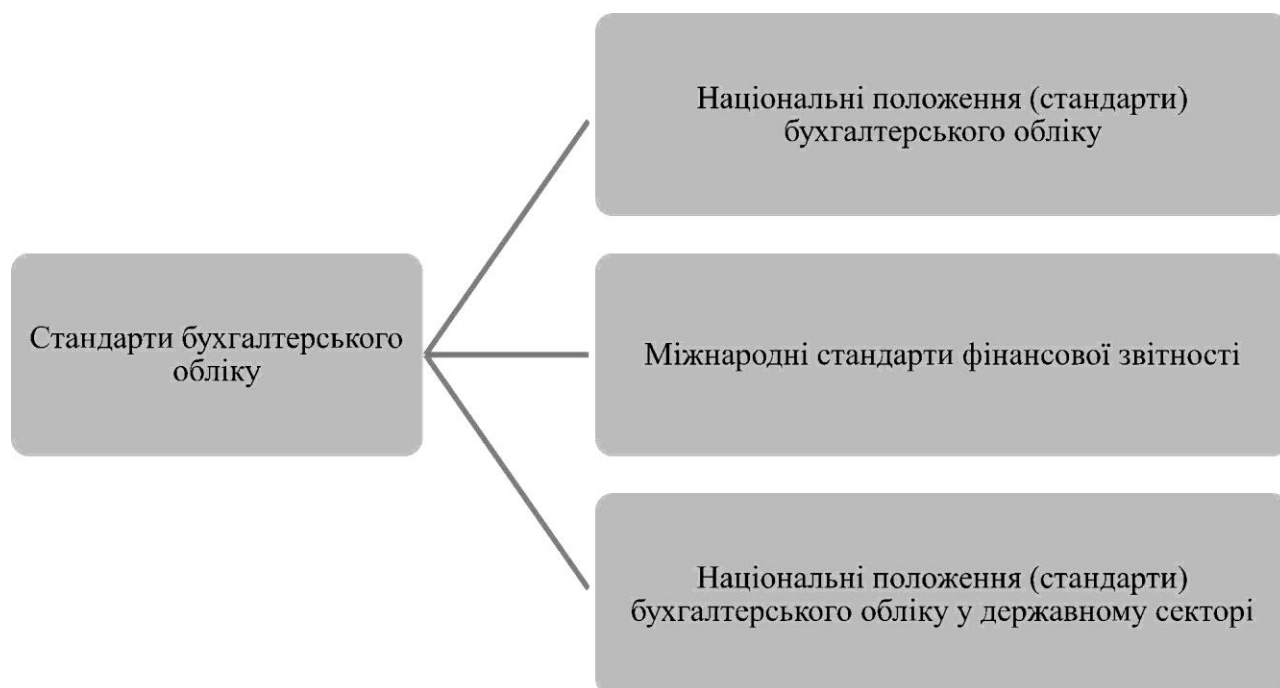 Національні положення (стандарти)
бухгалтерського обліку
Стандарти бухгалтерського
обліку
Міжнародні стандарти фінансової звітності
Національні положення (стандарти)
бухгалтерського обліку у державному секторі